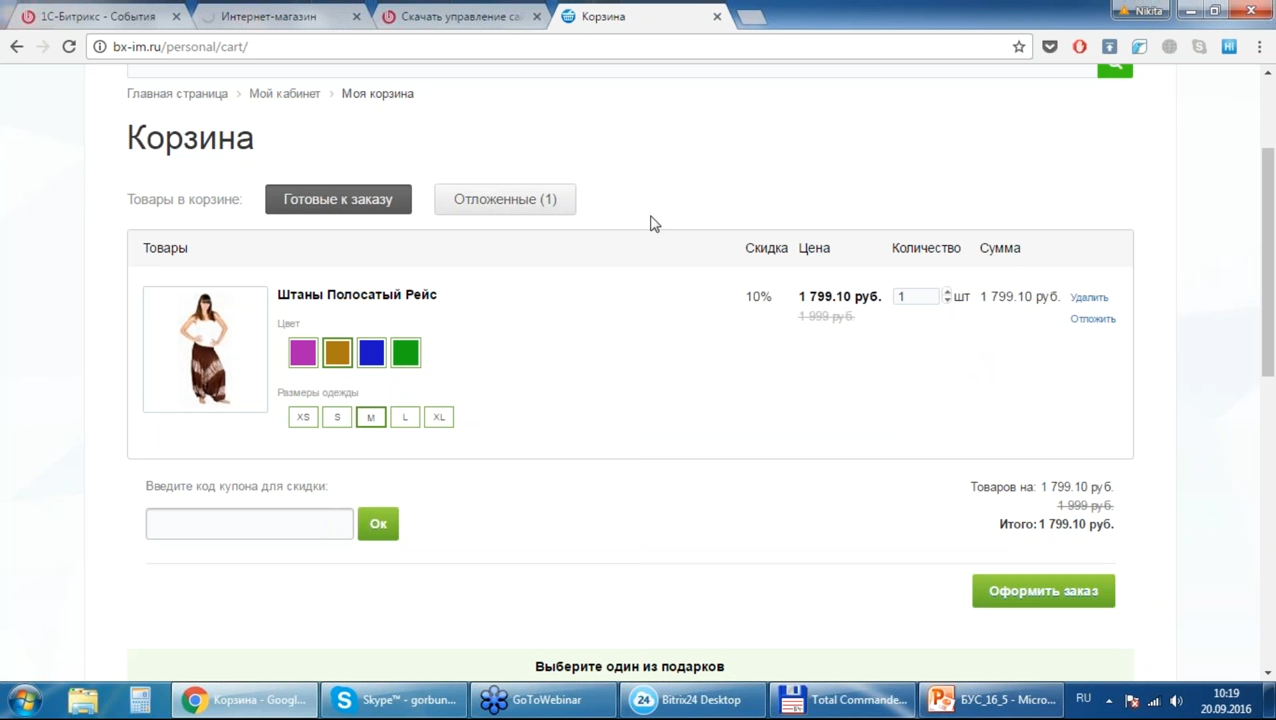 1С-Битрикс - События
Интернет-магазин
Скачать управление са
Корзина
Nikita
bx-im.ru/personal/cart/
Главная страница > Мой кабинет > Моя корзина
Корзина
Товары в корзине: Готовые к заказу Отложенные (1)
Товары Скидка Цена Количество Сумма
Штаны Полосатый Рейс 10% 1 799.10 руб. 1 шт 1 799.10 руб. Удалить
1 999 руб. Отложить
Цвет
Размеры одежды
XS S M L XL
Введите код купона для скидки: Товаров на: 1 799.10 руб.
1 999 руб.
Ок Итого: 1 799.10 руб.
Оформить заказ
Выберите один из подарков
Корзина - Googl... Skype™ - gorbun... GoToWebinar 24 Bitrix24 Desktop Total Commande... БУС_16_5 - Micro... RU 10:19
20.09.2016